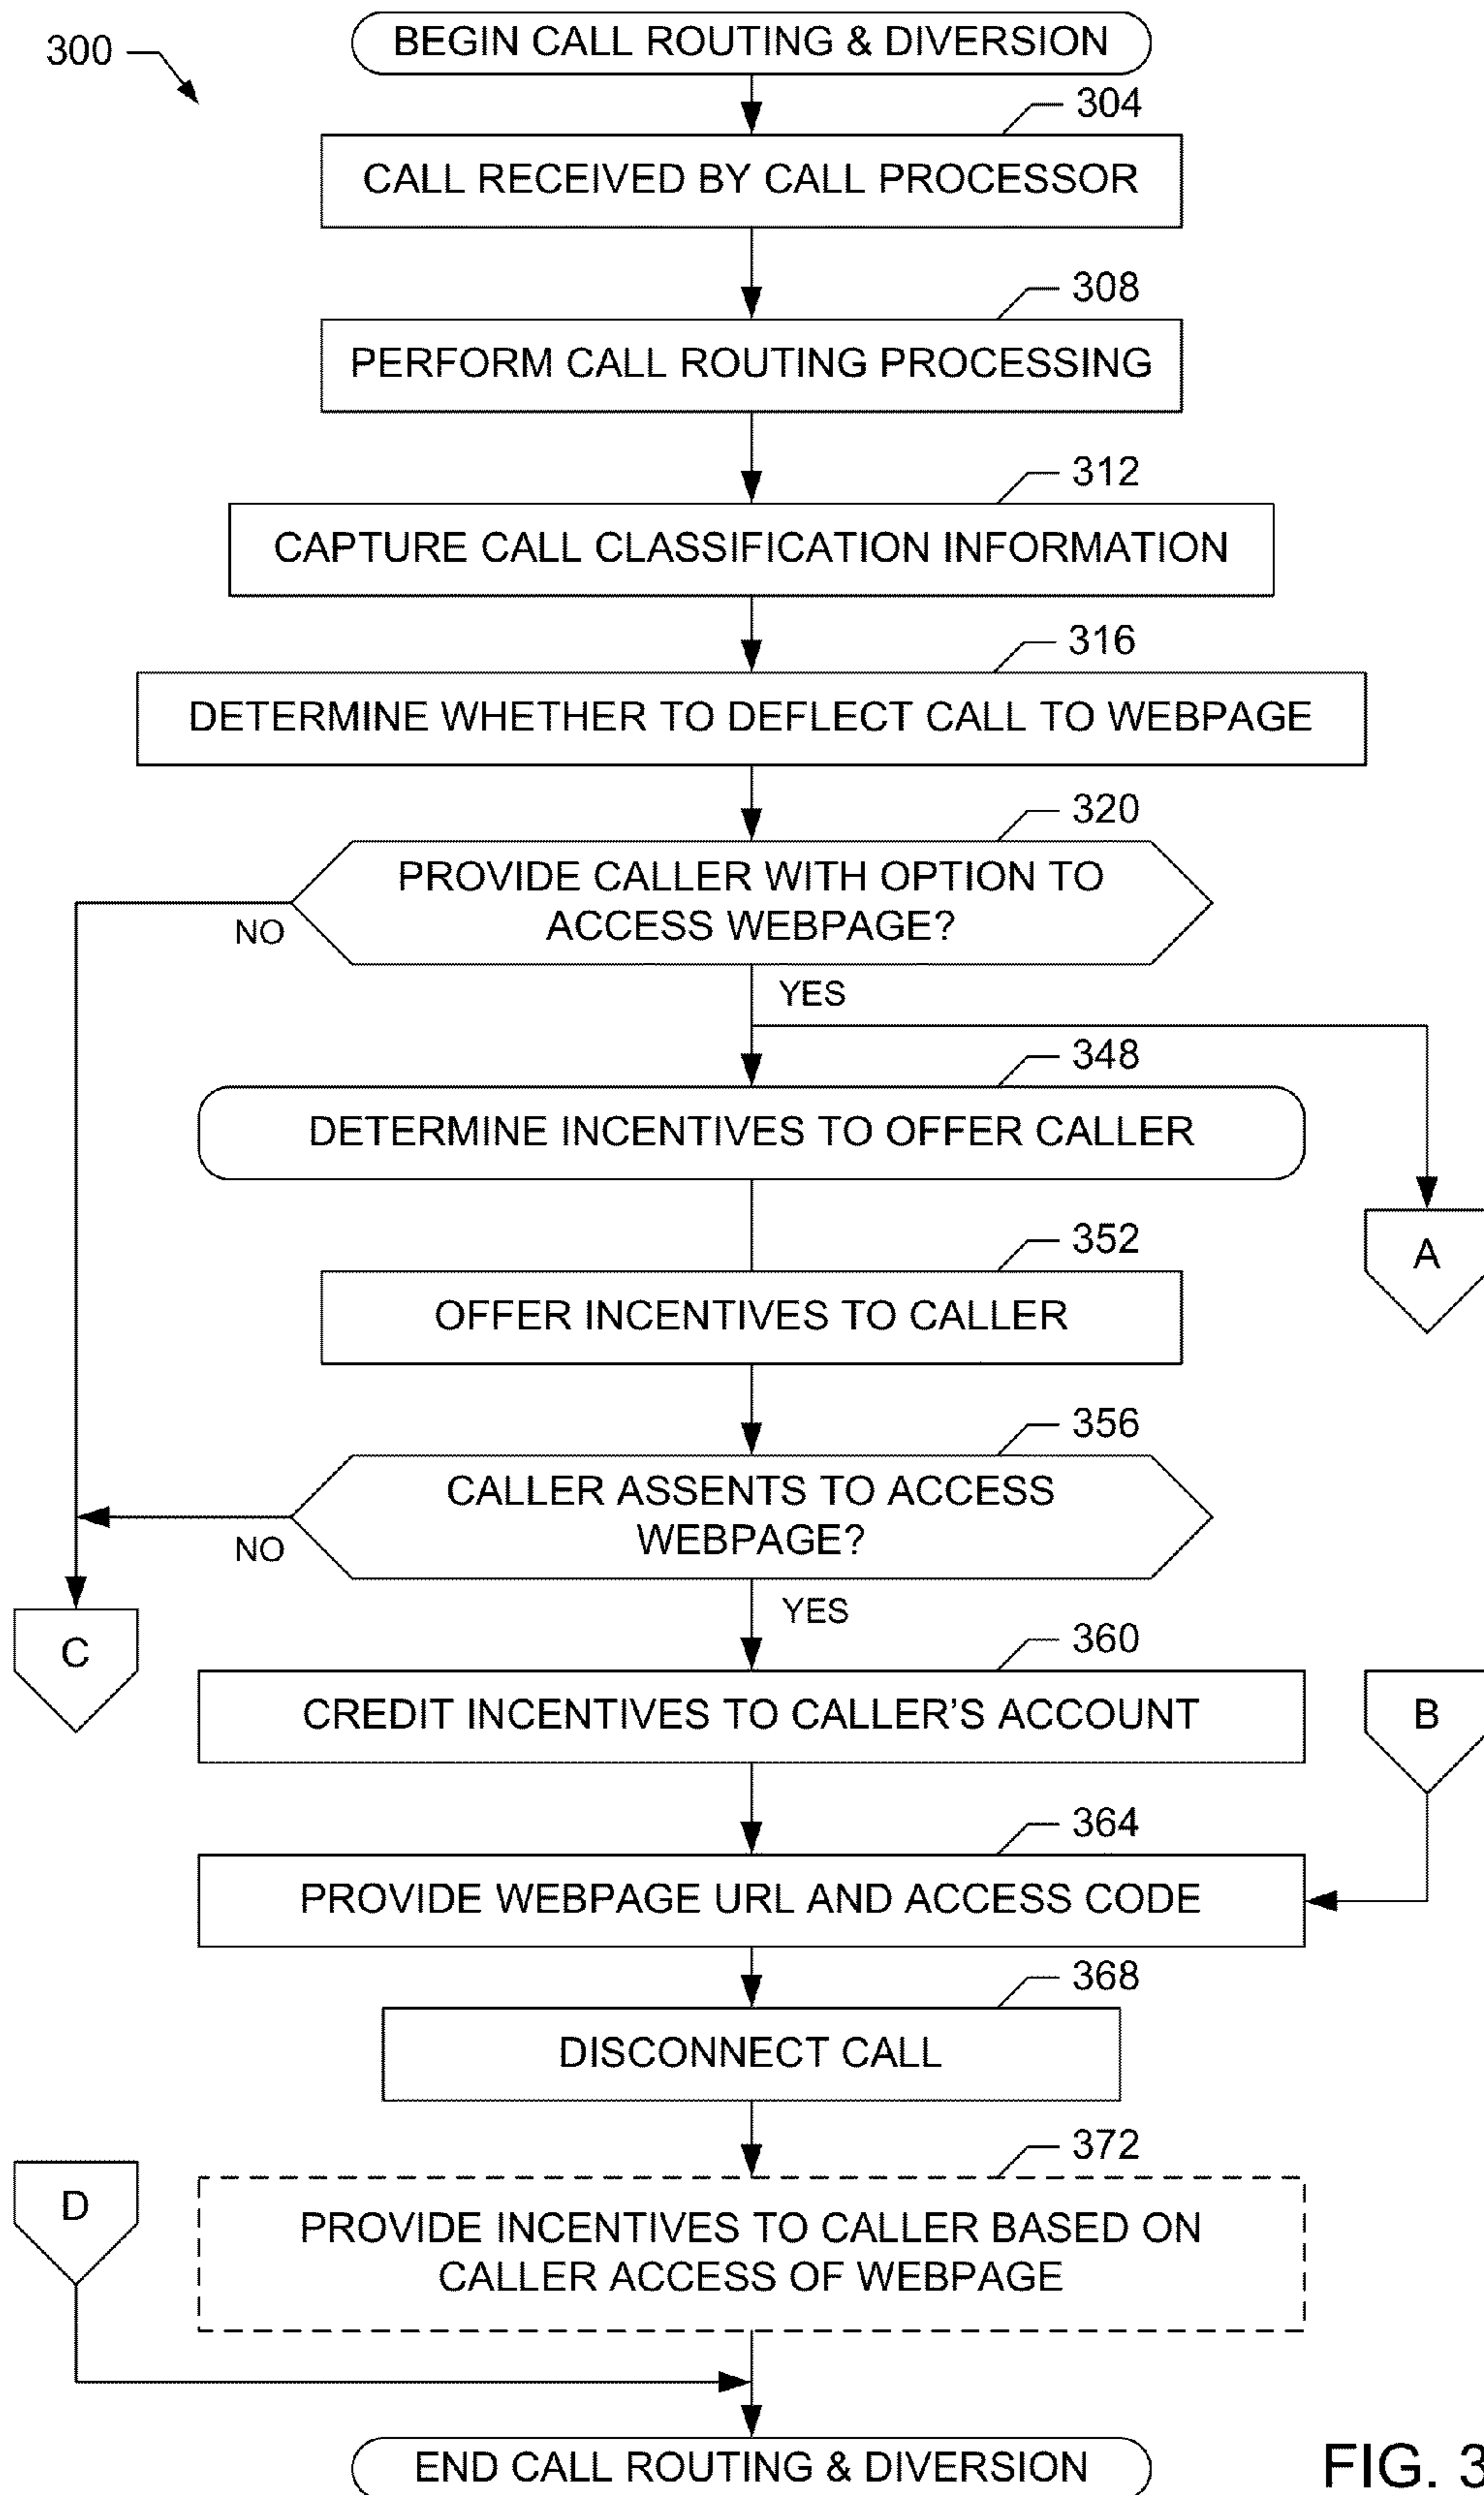 300
BEGIN CALL ROUTING & DIVERSION
304
CALL RECEIVED BY CALL PROCESSOR
308
PERFORM CALL ROUTING PROCESSING
312
CAPTURE CALL CLASSIFICATION INFORMATION
316
DETERMINE WHETHER TO DEFLECT CALL TO WEBPAGE
320
PROVIDE CALLER WITH OPTION TO
ACCESS WEBPAGE?
NO
YES
348
DETERMINE INCENTIVES TO OFFER CALLER
A
352
OFFER INCENTIVES TO CALLER
356
CALLER ASSENTS TO ACCESS
WEBPAGE?
NO
YES
C
360
CREDIT INCENTIVES TO CALLER'S ACCOUNT
B
364
PROVIDE WEBPAGE URL AND ACCESS CODE
368
DISCONNECT CALL
372
D
PROVIDE INCENTIVES TO CALLER BASED ON
CALLER ACCESS OF WEBPAGE
END CALL ROUTING & DIVERSION
FIG. 3